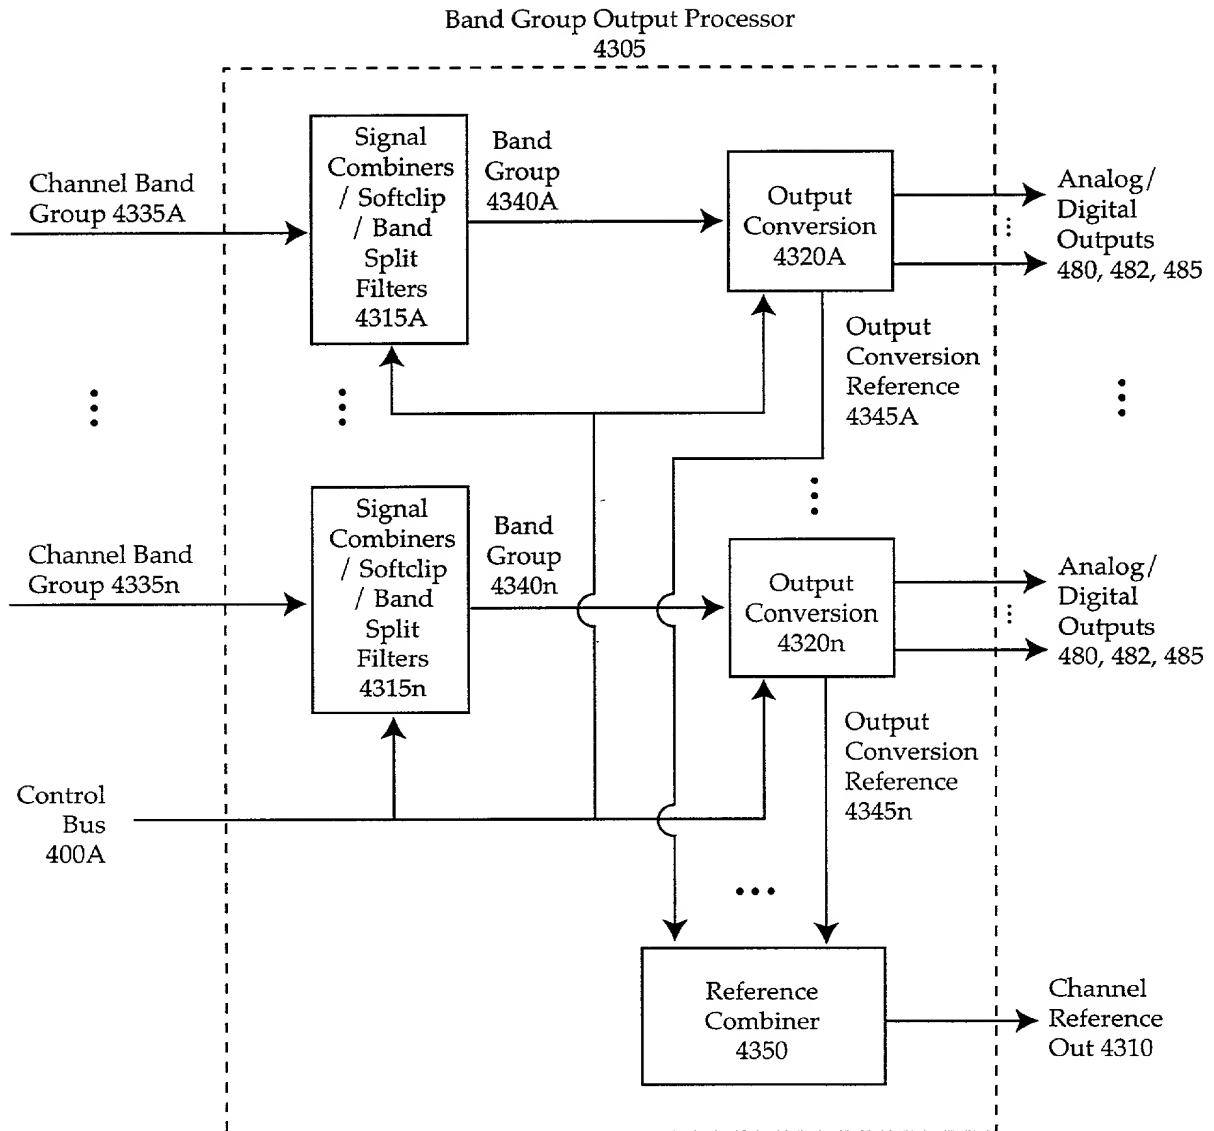 Band Group Output Processor
4305
Channel Band
Group 4335A
Signal
Combiners
/ Softclip
/ Band
Split
Filters
4315A
Band
Group
4340A
Output
Conversion
4320A
Analog/
Digital
Outputs
480, 482, 485
Output
Conversion
Reference
4345A
Channel Band
Group 4335n
Signal
Combiners
/ Softclip
/ Band
Split
Filters
4315n
Band
Group
4340n
Output
Conversion
4320n
Analog/
Digital
Outputs
480, 482, 485
Output
Conversion
Reference
4345n
Control
Bus
400A
Reference
Combiner
4350
Channel
Reference
Out 4310